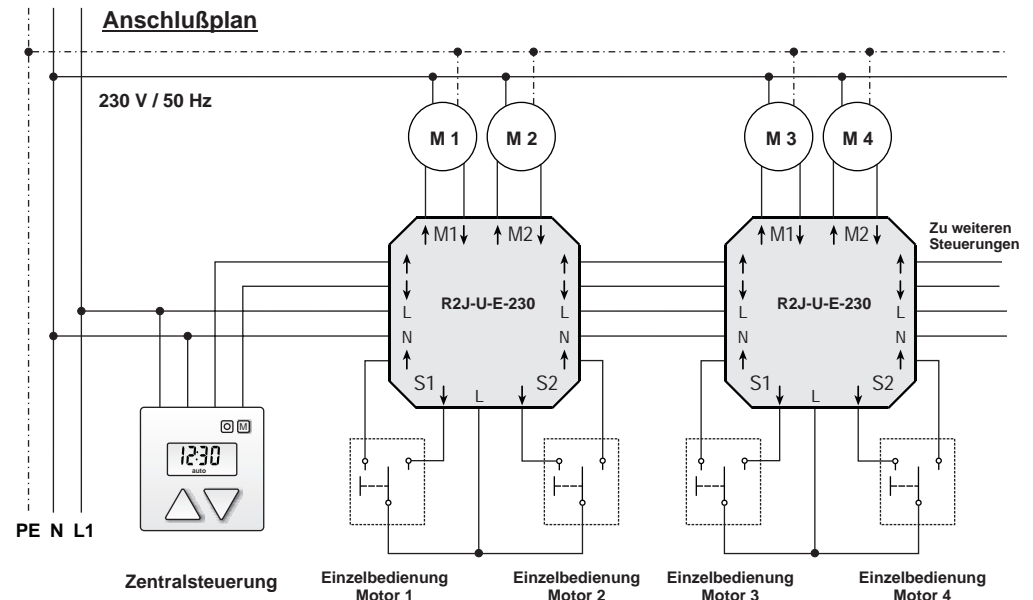 Anschlußplan
230 V / 50 Hz
M 1
M 2
M 3
M 4
M1
M2
M1
M2
Zu weiteren
Steuerungen
R2J-U-E-230
R2J-U-E-230
L
L
L
L
N
N
N
N
S1
S2
S1
S2
L
L
M
12:30
auto
PE N L1
Zentralsteuerung
Einzelbedienung
Motor 1
Einzelbedienung
Motor 2
Einzelbedienung
Motor 3
Einzelbedienung
Motor 4